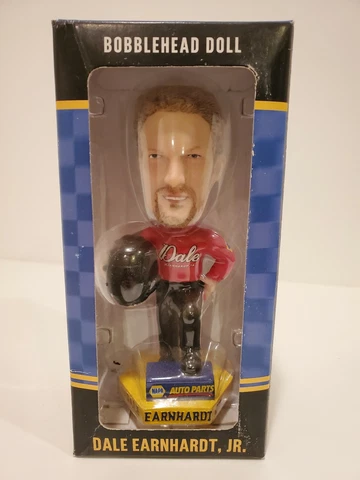 BOBBLEHEAD DOLL
Dale
NAPA AUTO PARTS
EARNHARDT
DALE EARNHARDT, JR.